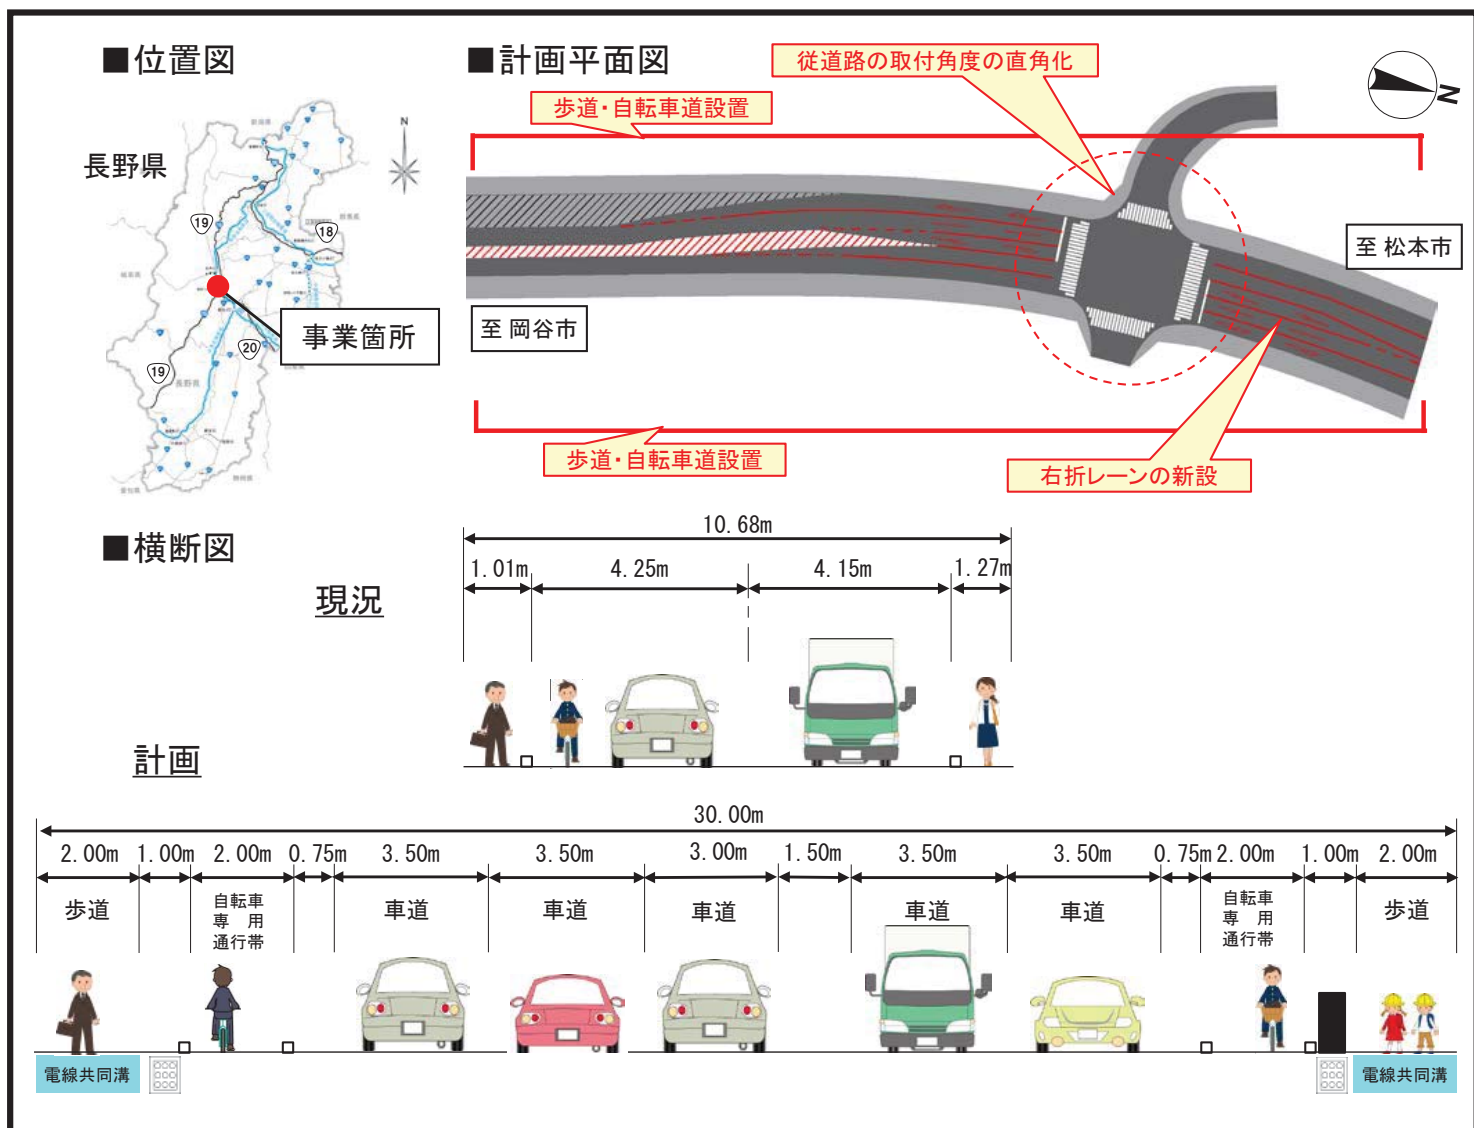 ■位置図
長野県
N
19
18
20
19
長野県
事業箇所
■計画平面図
従道路の取付角度の直角化
歩道・自転車道設置
N
至 松本市
至 岡谷市
歩道・自転車道設置
右折レーンの新設
■横断図
現況
10.68m
1.01m 4.25m 4.15m 1.27m
計画
30.00m
2.00m 1.00m 2.00m 0.75m 3.50m 3.50m 3.00m 1.50m 3.50m 3.50m 0.75m 2.00m 1.00m 2.00m
歩道
自転車
専用
通行帯
車道
車道
車道
車道
車道
自転車
専用
通行帯
歩道
電線共同溝
電線共同溝